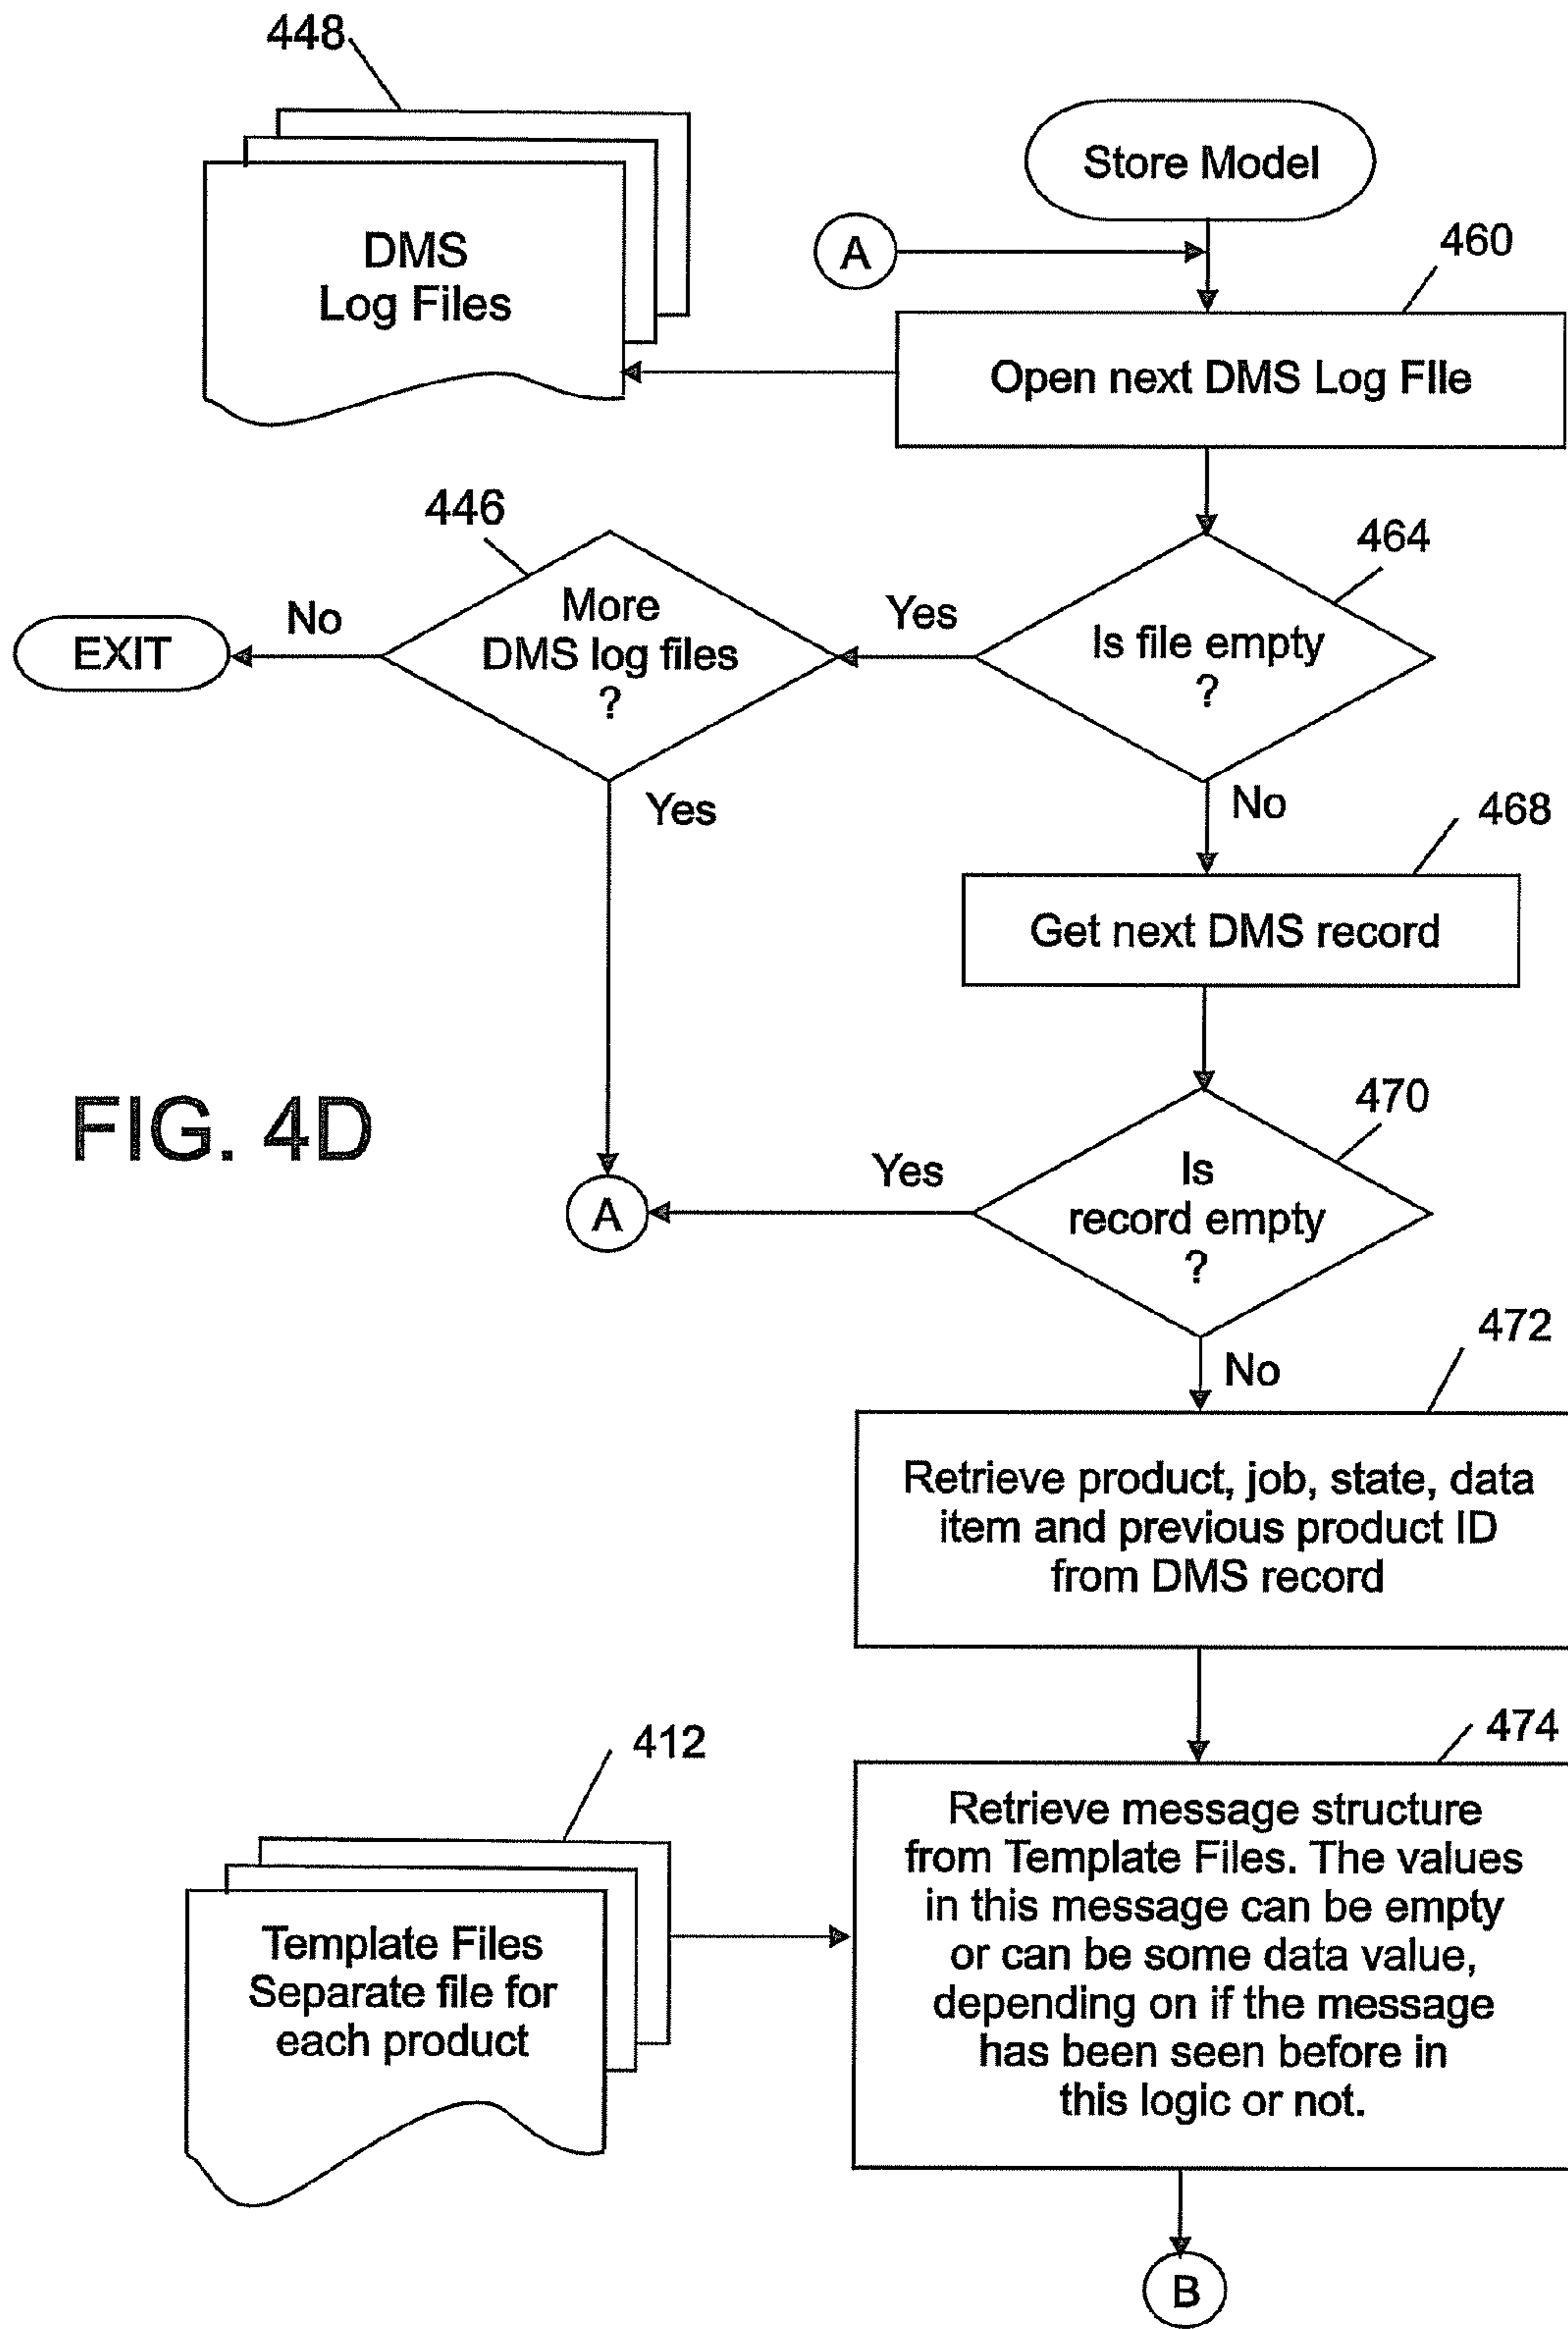 448
DMS
Log Files
Store Model
A
460
Open next DMS Log FIle
446
More
DMS log files
?
No
EXIT
Yes
464
Is file empty
?
Yes
No
468
Get next DMS record
FIG. 4D
470
Is
record empty
?
Yes
A
No
472
Retrieve product, job, state, data
item and previous product ID
from DMS record
412
Template Files
Separate file for
each product
474
Retrieve message structure
from Template Files. The values
in this message can be empty
or can be some data value,
depending on if the message
has been seen before in
this logic or not.
B